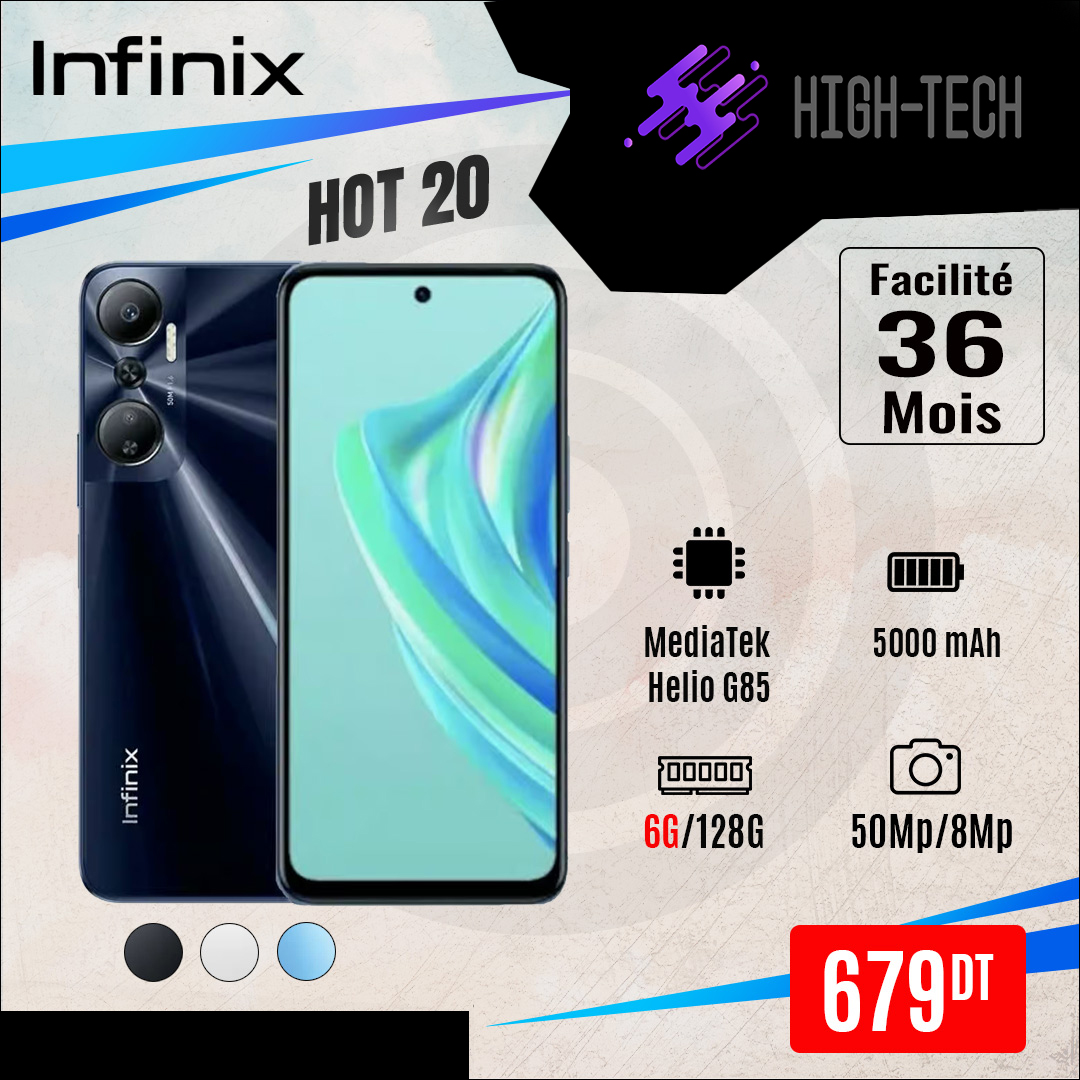 Infinix
HIGH-TECH
HOT 20
Facilité
36
Mois
50M
Infinix
MediaTek
Helio G85
5000 mAh
6G/128G
50Mp/8Mp
679DT